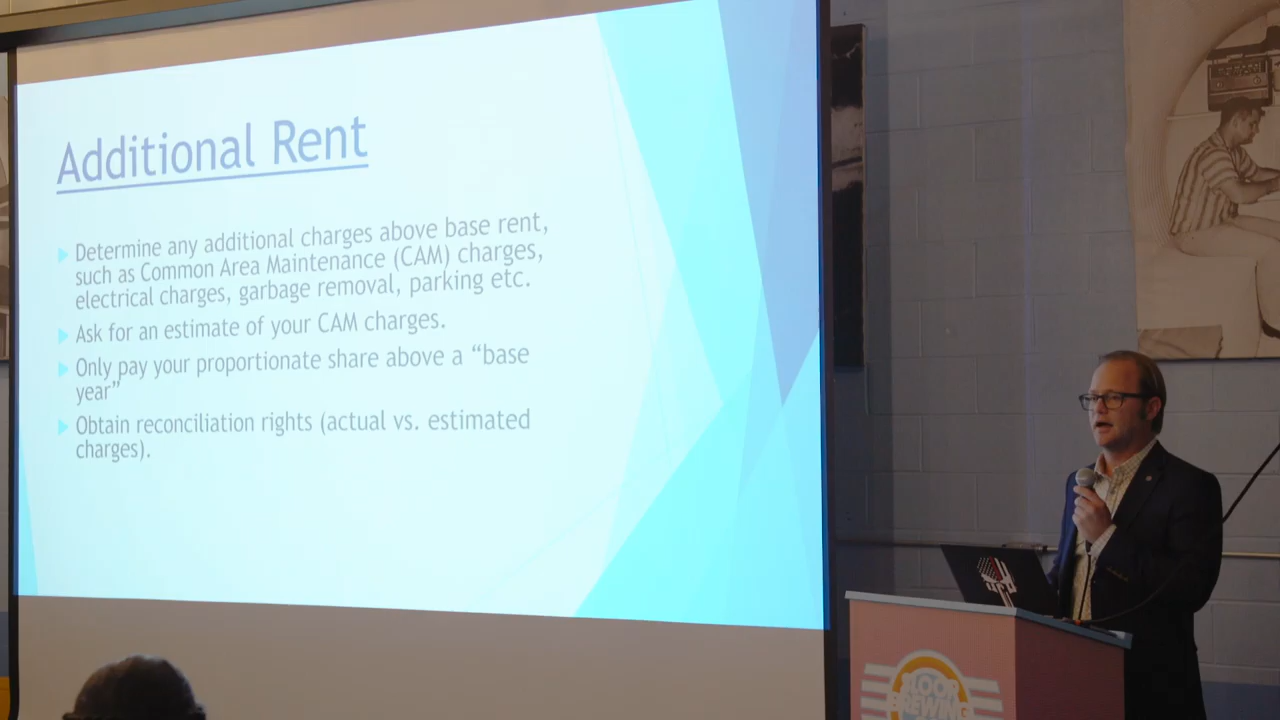 Additional Rent
Determine any additional charges above base rent,
such as Common Area Maintenance (CAM) charges,
electrical charges, garbage removal, parking etc.
Ask for an estimate of your CAM charges.
Only pay your proportionate share above a “base
year”
Obtain reconciliation rights (actual vs. estimated
charges).
BREWING